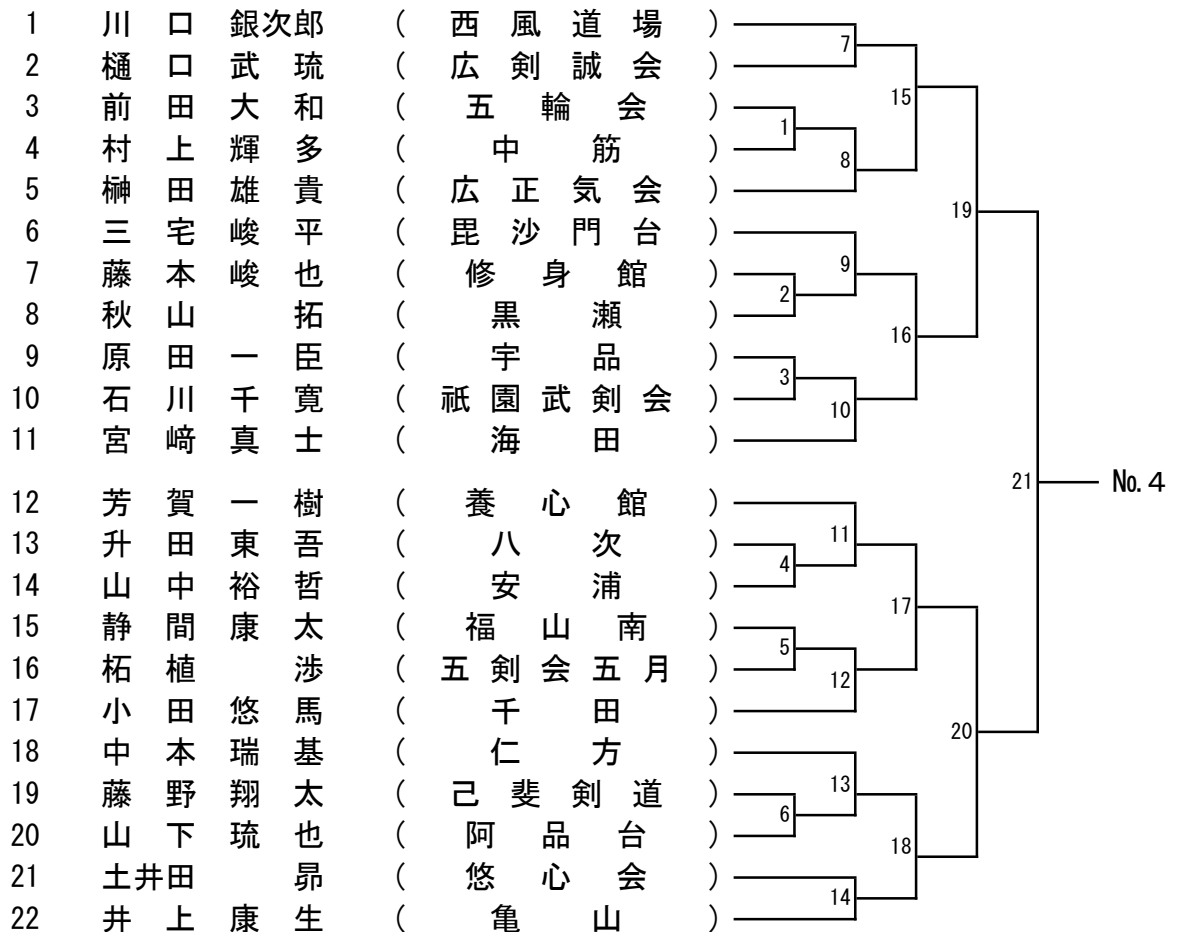 1 川口銀次郎 (西風道場)
2 樋口武琉 (広剣誠会)
3 前田大和 (五輪会)
4 村上輝多 (中筋)
5 榊田雄貴 (広正気会)
6 三宅峻平 (毘沙門台)
7 藤本峻也 (修身館)
8 秋山拓 (黒瀬)
9 原田一臣 (宇品)
10 石川千寛 (祇園武剣会)
11 宮﨑真士 (海田)
12 芳賀一樹 (養心館)
13 升田東吾 (八次)
14 山中裕哲 (安浦)
15 静間康太 (福山南)
16 柘植渉 (五剣会五月)
17 小田悠馬 (千田)
18 中本瑞基 (仁方)
19 藤野翔太 (己斐剣道)
20 山下琉也 (阿品台)
21 土井田昴 (悠心会)
22 井上康生 (亀山)
7
15
1
8
19
9
2
16
3
10
21
№4
11
4
17
5
12
20
13
6
18
14